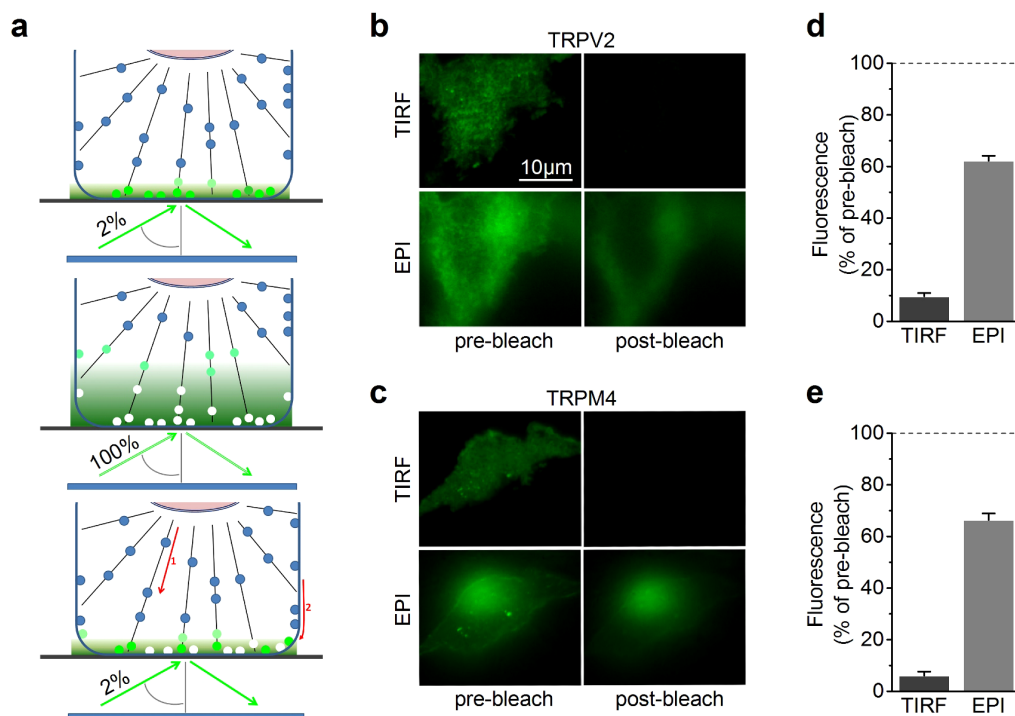 a
2%
100%
1
2
2%
b
TRPV2
TIRF
10µm
EPI
pre-bleach post-bleach
c
TRPM4
TIRF
EPI
pre-bleach post-bleach
d
Fluorescence
(% of pre-bleach)
100
80
60
40
20
0
TIRF EPI
e
Fluorescence
(% of pre-bleach)
100
80
60
40
20
0
TIRF EPI